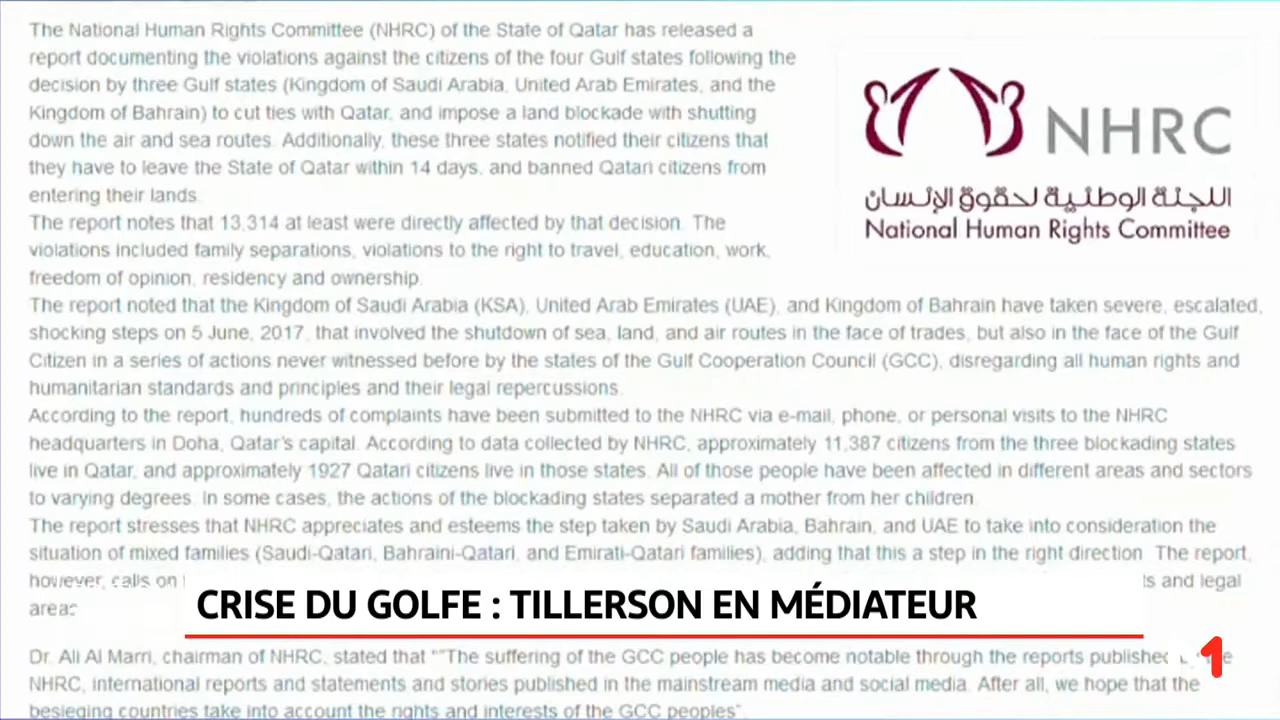 The National Human Rights Committee (NHRC) of the State of Qatar has released a
report documenting the violations against the citizens of the four Gulf states following the
decision by three Gulf states (Kingdom of Saudi Arabia, United Arab Emirates, and the
Kingdom of Bahrain) to cut ties with Qatar, and impose a land blockade with shutting
down the air and sea routes. Additionally, these three states notified their citizens that
they have to leave the State of Qatar within 14 days, and banned Qatari citizens from
entering their lands.
NHRC
اللجنة الوطنية لحقوق الإنسان
National Human Rights Committee
The report notes that 13,314 at least were directly affected by that decision. The
violations included family separations, violations to the right to travel, education, work,
freedom of opinion, residency and ownership.
The report noted that the Kingdom of Saudi Arabia (KSA), United Arab Emirates (UAE), and Kingdom of Bahrain have taken severe, escalated,
shocking steps on 5 June, 2017, that involved the shutdown of sea, land, and air routes in the face of trades, but also in the face of the Gulf
Citizen in a series of actions never witnessed before by the states of the Gulf Cooperation Council (GCC), disregarding all human rights and
humanitarian standards and principles and their legal repercussions.
According to the report, hundreds of complaints have been submitted to the NHRC via e-mail, phone, or personal visits to the NHRC
headquarters in Doha, Qatar's capital. According to data collected by NHRC, approximately 11,387 citizens from the three blockading states
live in Qatar, and approximately 1927 Qatari citizens live in those states. All of those people have been affected in different areas and sectors
to varying degrees. In some cases, the actions of the blockading states separated a mother from her children.
The report stresses that NHRC appreciates and esteems the step taken by Saudi Arabia, Bahrain, and UAE to take into consideration the
situation of mixed families (Saudi-Qatari, Bahraini-Qatari, and Emirati-Qatari families), adding that this a step in the right direction. The report,
however, calls on and legal
areas
CRISE DU GOLFE : TILLERSON EN MÉDIATEUR
1
Dr. Ali Al Marri, chairman of NHRC, stated that ""The suffering of the GCC people has become notable through the reports published
NHRC, international reports and statements and stories published in the mainstream media and social media. After all, we hope that the
besieging countries take into account the rights and interests of the GCC peoples".